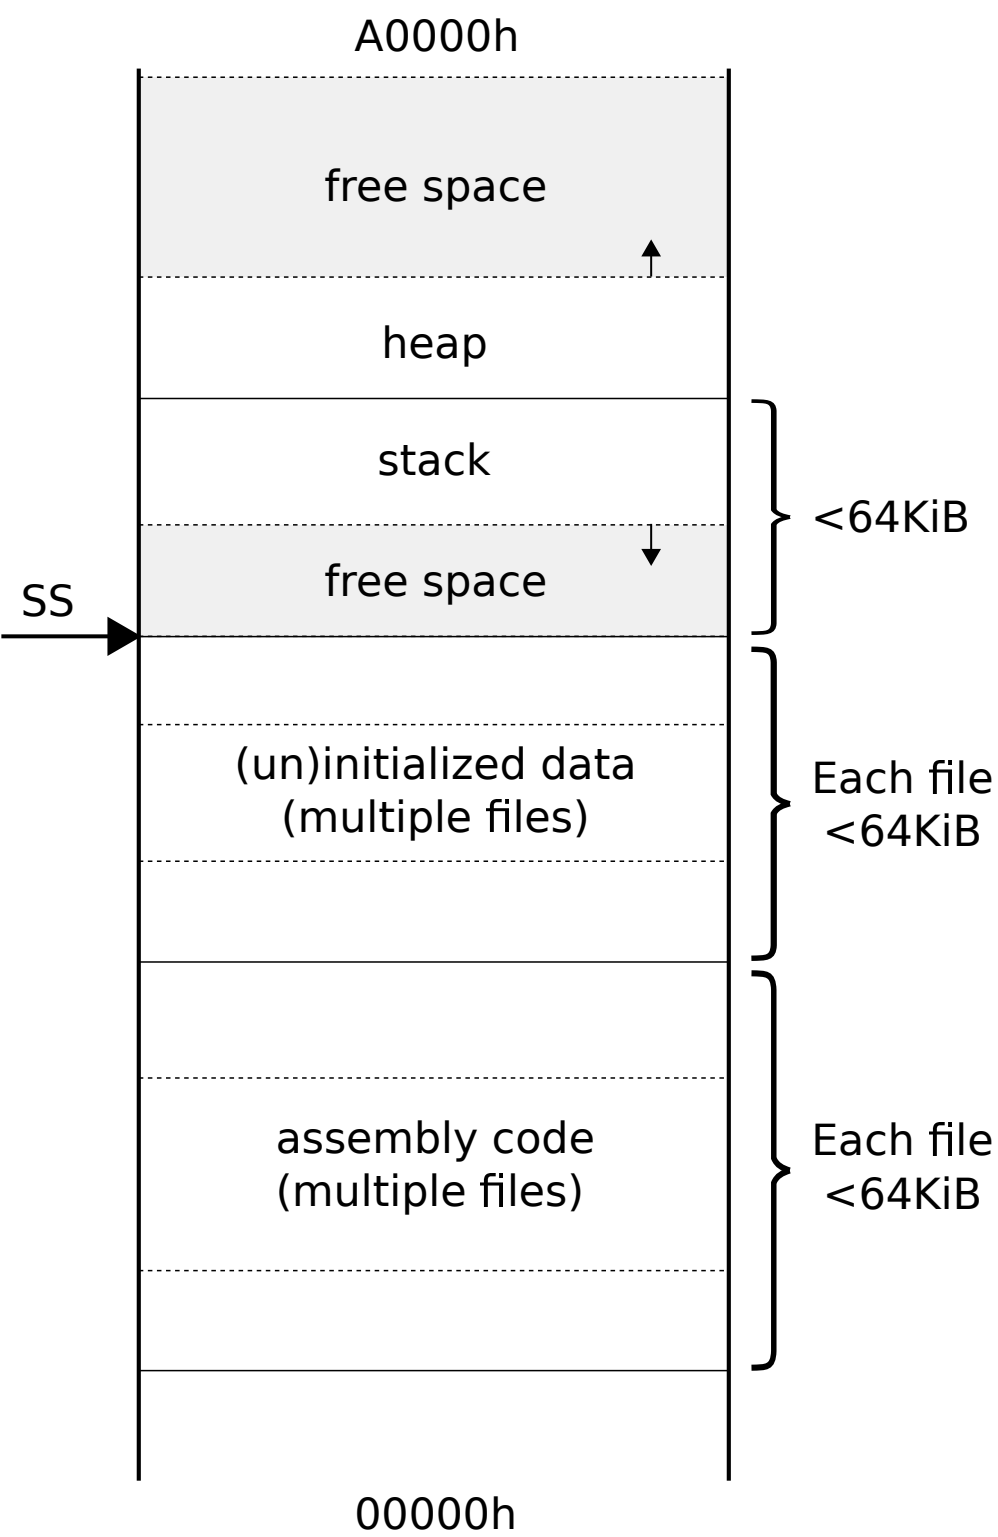 A0000h
free space
heap
stack
<64KiB
free space
SS
(un)initialized data
(multiple files)
Each file
<64KiB
assembly code
(multiple files)
Each file
<64KiB
00000h